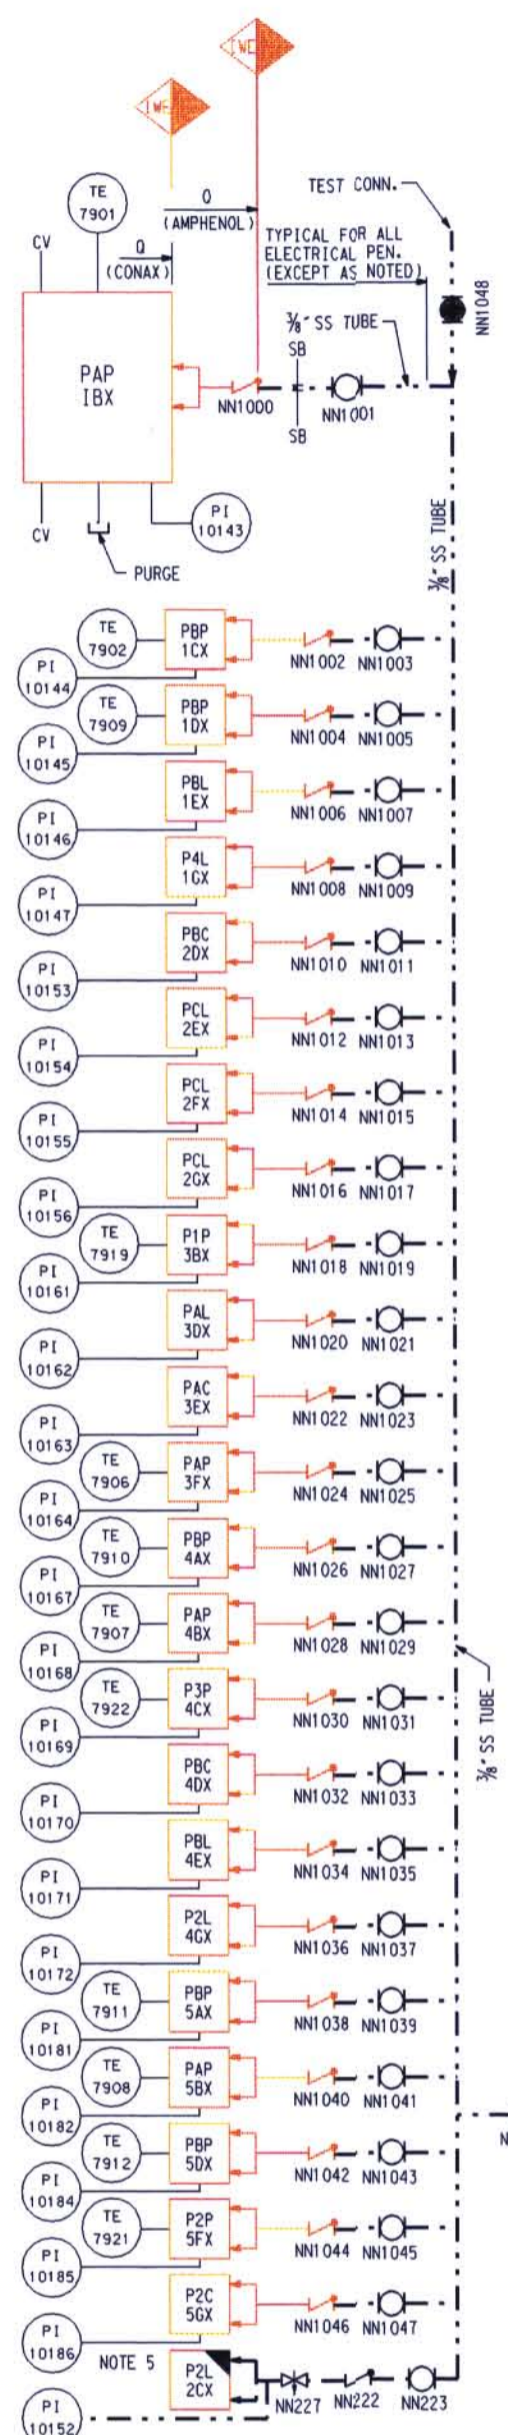 IWE
IWE
TE
7901
Q
(AMPHENOL)
TEST CONN.
CV
Q
(CONAX)
TYPICAL FOR ALL
ELECTRICAL PEN.
(EXCEPT AS NOTED)
NN1048
3/8" SS TUBE
PAP
1BX
SB
NN1000
NN1001
SB
CV
PI
10143
PURGE
3/8" SS TUBE
TE
7902
PBP
1CX
NN1002 NN1003
PI
10144
TE
7909
PBP
1DX
NN1004 NN1005
PI
10145
PBL
1EX
NN1006 NN1007
PI
10146
P4L
1GX
NN1008 NN1009
PI
10147
PBC
2DX
NN1010 NN1011
PI
10153
PCL
2EX
NN1012 NN1013
PI
10154
PCL
2FX
NN1014 NN1015
PI
10155
PCL
2GX
NN1016 NN1017
PI
10156
TE
7919
P1P
3BX
NN1018 NN1019
PI
10161
PAL
3DX
NN1020 NN1021
PI
10162
PAC
3EX
NN1022 NN1023
PI
10163
TE
7906
PAP
3FX
NN1024 NN1025
PI
10164
TE
7910
PBP
4AX
NN1026 NN1027
PI
10167
TE
7907
PAP
4BX
NN1028 NN1029
PI
10168
TE
7922
P3P
4CX
NN1030 NN1031
3/8" SS TUBE
PI
10169
PBC
4DX
NN1032 NN1033
PI
10170
PBL
4EX
NN1034 NN1035
PI
10171
P2L
4GX
NN1036 NN1037
PI
10172
TE
7911
PBP
5AX
NN1038 NN1039
PI
10181
TE
7908
PAP
5BX
NN1040 NN1041
PI
10182
N
TE
7912
PBP
5DX
NN1042 NN1043
PI
10184
TE
7921
P2P
5FX
NN1044 NN1045
PI
10185
P2C
5GX
NN1046 NN1047
PI
10186
NOTE 5
P2L
2CX
NN227 NN222 NN223
PI
10152